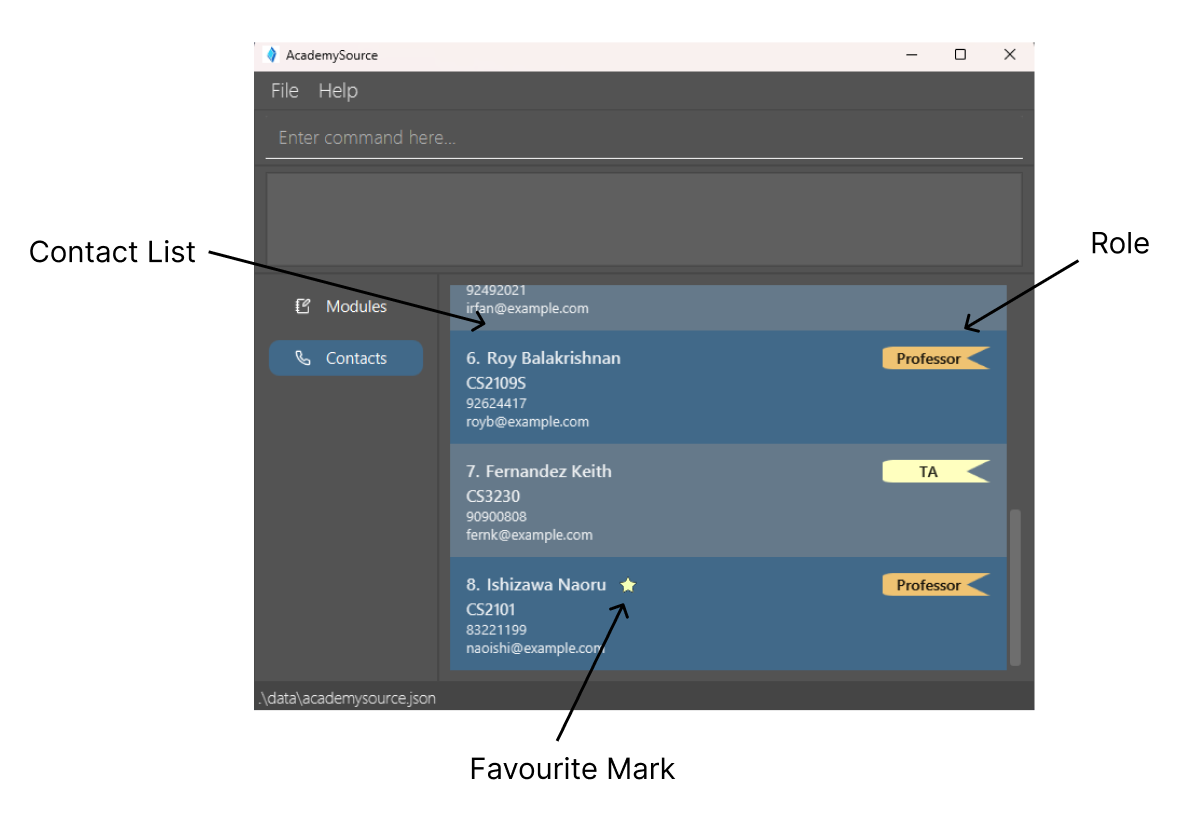 AcademySource
File Help
Enter command here...
Contact List
Role
Modules
Contacts
92492021
irfan@example.com
6. Roy Balakrishnan
Professor
CS2109S
92624417
royb@example.com
7. Fernandez Keith
TA
CS3230
90900808
fernk@example.com
8. Ishizawa Naoru
Professor
CS2101
83221199
naoishi@example.com
.\data\academysource.json
Favourite Mark